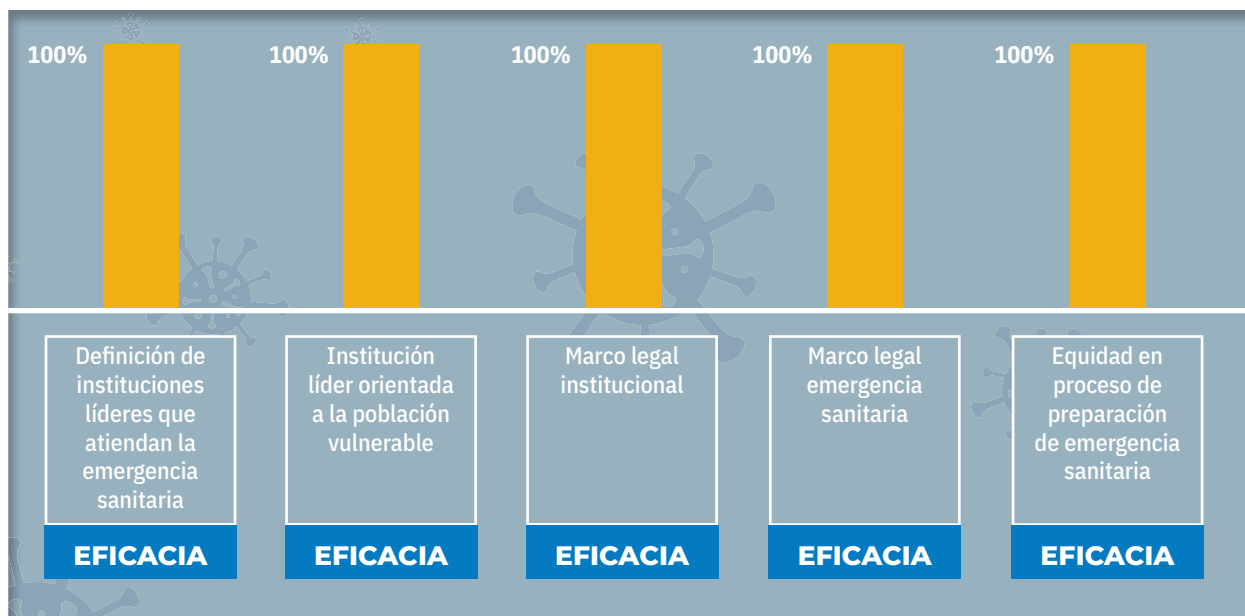 100%
100%
100%
100%
100%
Definición de
instituciones
líderes que
atiendan la
emergencia
sanitaria
EFICACIA
Institución
líder orientada
a la población
vulnerable
EFICACIA
Marco legal
institucional
EFICACIA
Marco legal
emergencia
sanitaria
EFICACIA
Equidad en
proceso de
preparación
de emergencia
sanitaria
EFICACIA